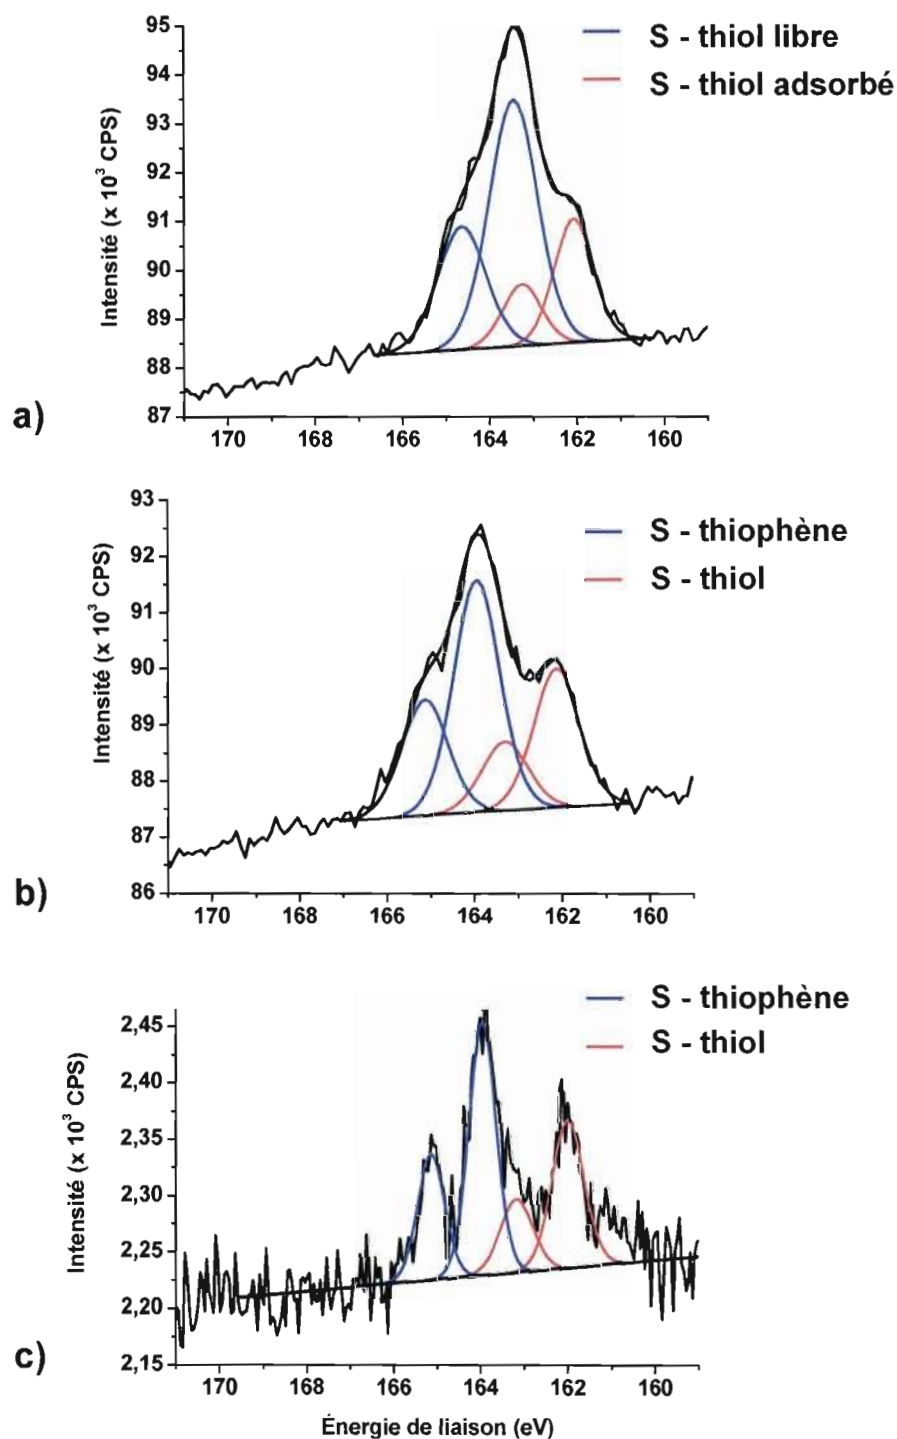 95
94
93
92
91
90
89
88
87
Intensité (x 10³ CPS)
S - thiol libre
S - thiol adsorbé
170 168 166 164 162 160
a)
93
92
91
90
89
88
87
86
Intensité (x 10³ CPS)
S - thiophène
S - thiol
170 168 166 164 162 160
b)
2,45
2,40
2,35
2,30
2,25
2,20
2,15
Intensité (x 10³ CPS)
S - thiophène
S - thiol
170 168 166 164 162 160
c)
Énergie de liaison (eV)